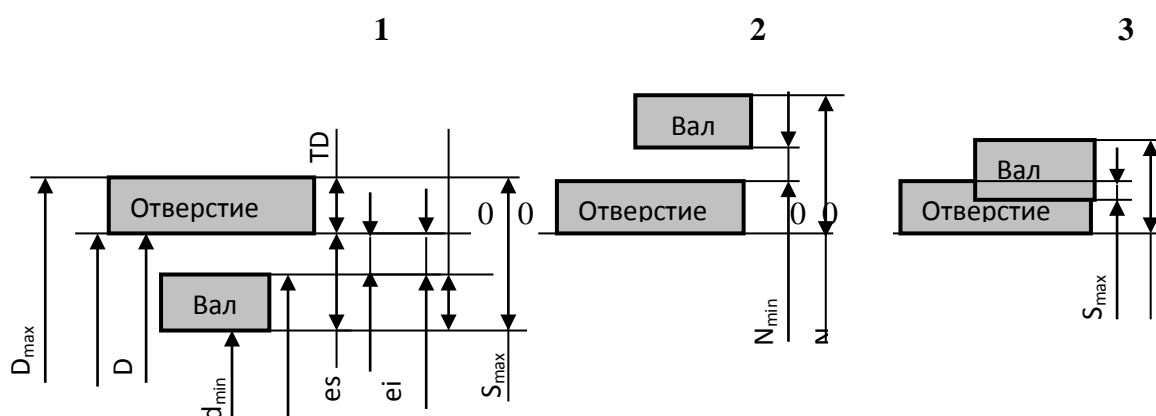 1
2
3
Вал
Вал
TD
Отверстие
0
0
Отверстие
0
0
Отверстие
Вал
D max
D
d min
es
ei
S max
N min
N
S max